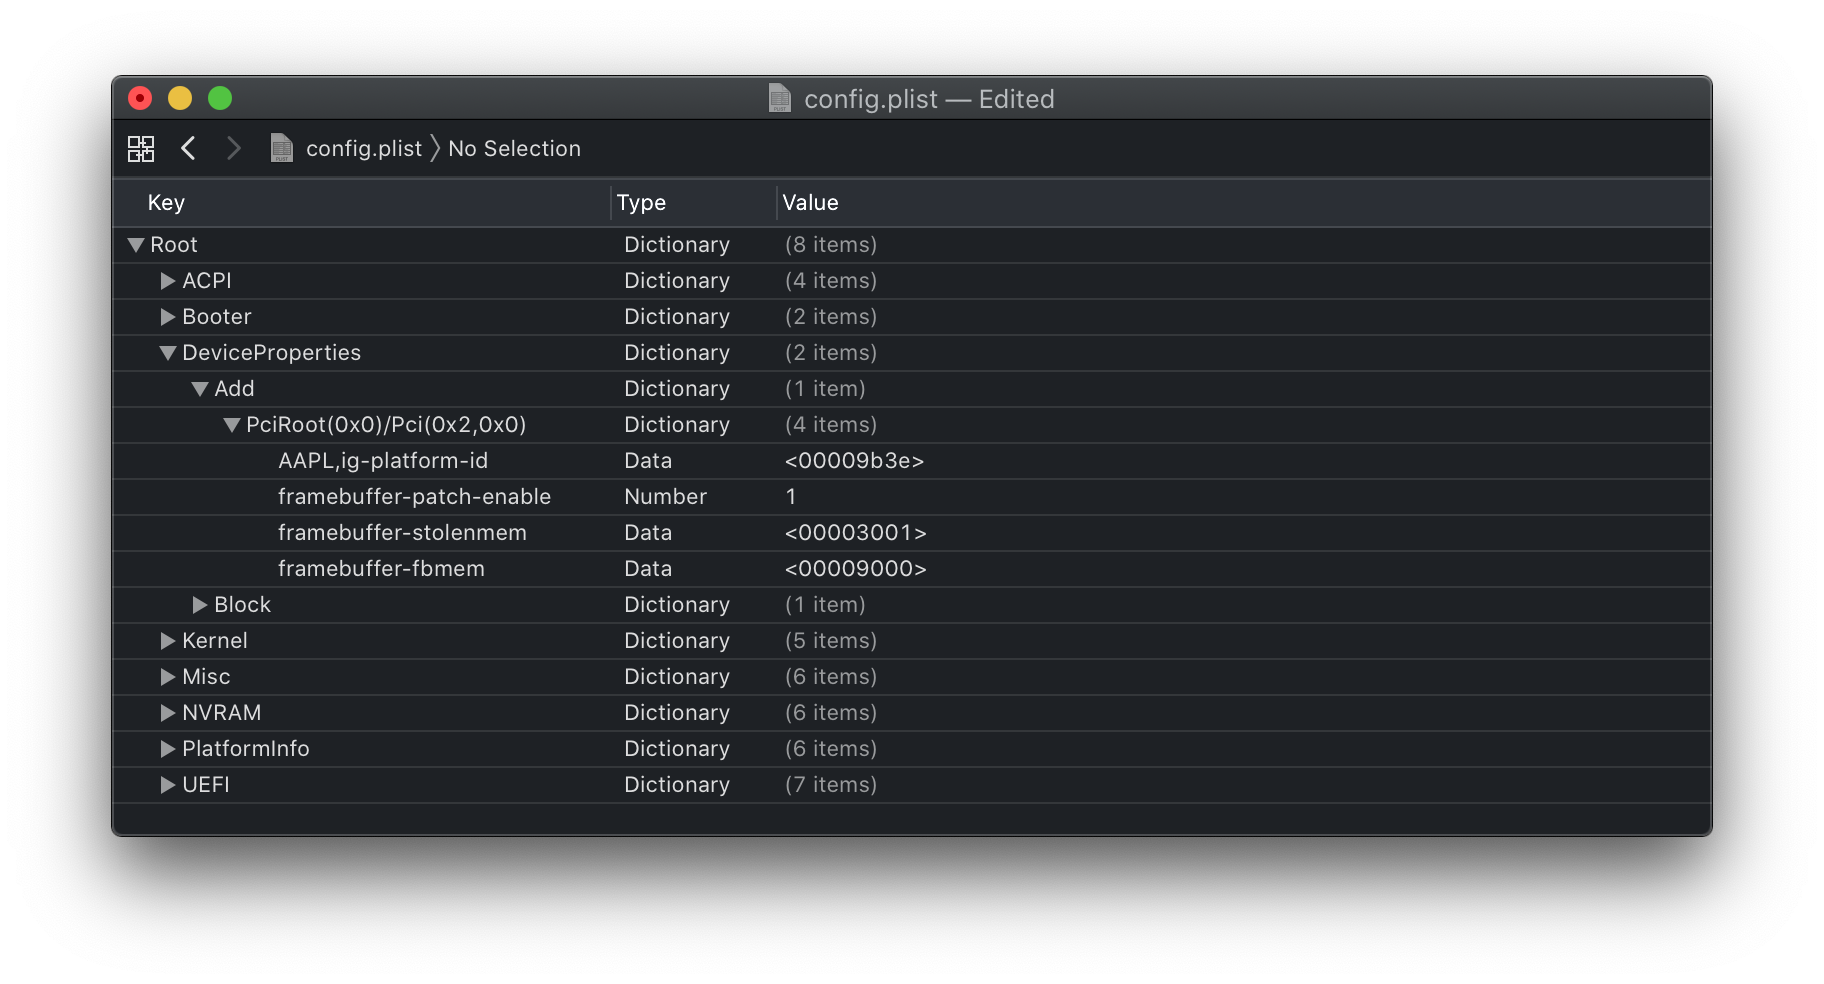 config.plist — Edited
config.plist 〉 No Selection
Key Type Value
Root Dictionary (8 items)
ACPI Dictionary (4 items)
Booter Dictionary (2 items)
DeviceProperties Dictionary (2 items)
Add Dictionary (1 item)
PciRoot(0x0)/Pci(0x2,0x0) Dictionary (4 items)
AAPL,ig-platform-id Data <00009b3e>
framebuffer-patch-enable Number 1
framebuffer-stolenmem Data <00003001>
framebuffer-fbmem Data <00009000>
Block Dictionary (1 item)
Kernel Dictionary (5 items)
Misc Dictionary (6 items)
NVRAM Dictionary (6 items)
PlatformInfo Dictionary (6 items)
UEFI Dictionary (7 items)